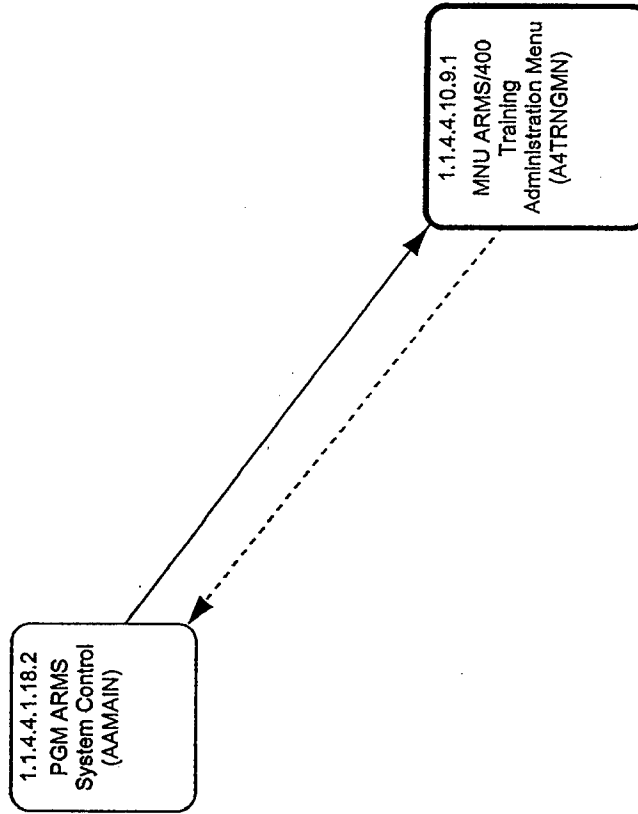 1.1.4.4.1.18.2
PGM ARMS
System Control
(AAMAIN)
1.1.4.4.10.9.1
MNU ARMS/400
Training
Administration Menu
(A4TRNGMN)